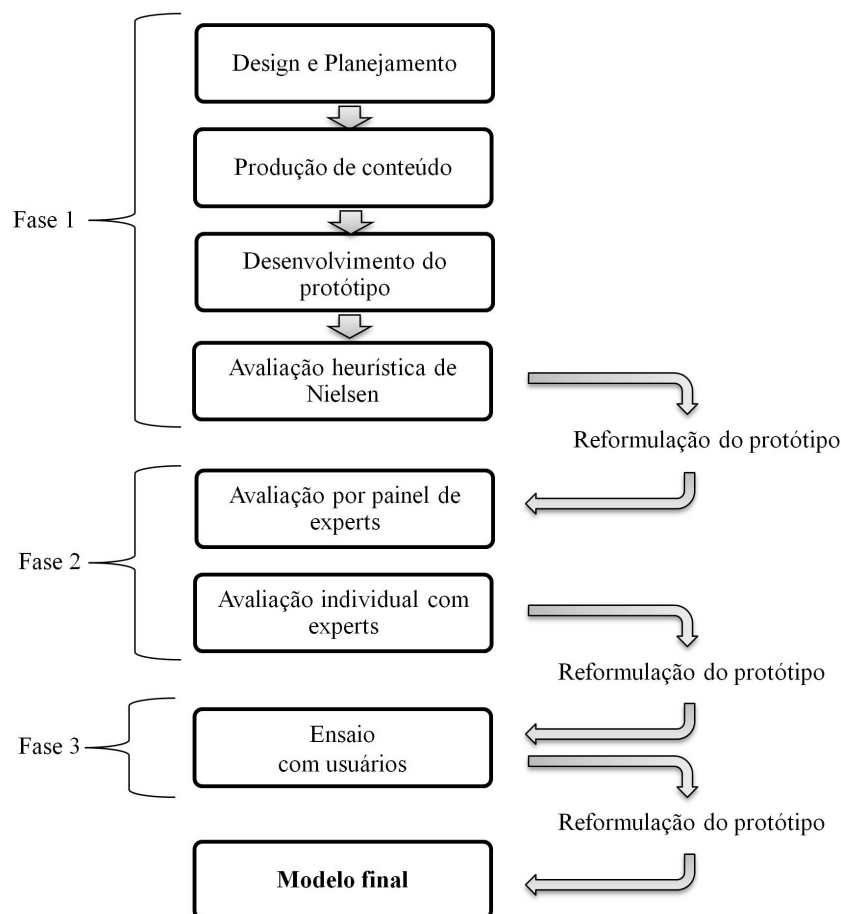 Design e Planejamento
Produção de conteúdo
Fase 1
Desenvolvimento do
protótipo
Avaliação heurística de
Nielsen
Reformulação do protótipo
Avaliação por painel de
experts
Fase 2
Avaliação individual com
experts
Reformulação do protótipo
Fase 3
Ensaio
com usuários
Reformulação do protótipo
Modelo final